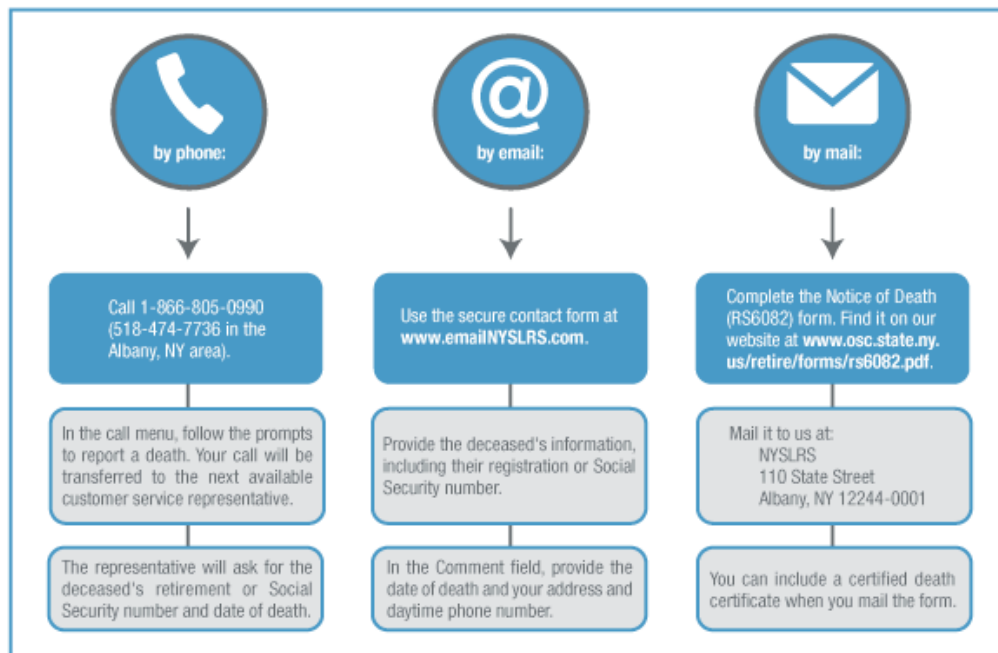 by phone:
Call 1-866-805-0990
(518-474-7736 in the
Albany, NY area).
In the call menu, follow the prompts
to report a death. Your call will be
transferred to the next available
customer service representative.
The representative will ask for the
deceased's retirement or Social
Security number and date of death.
@
by email:
Use the secure contact form at
www.emailNYSLRS.com.
Provide the deceased's information,
including their registration or Social
Security number.
In the Comment field, provide the
date of death and your address and
daytime phone number.
by mail:
Complete the Notice of Death
(RS6082) form. Find it on our
website at www.osc.state.ny.
us/retire/forms/rs6082.pdf.
Mail it to us at:
NYSLRS
110 State Street
Albany, NY 12244-0001
You can include a certified death
certificate when you mail the form.